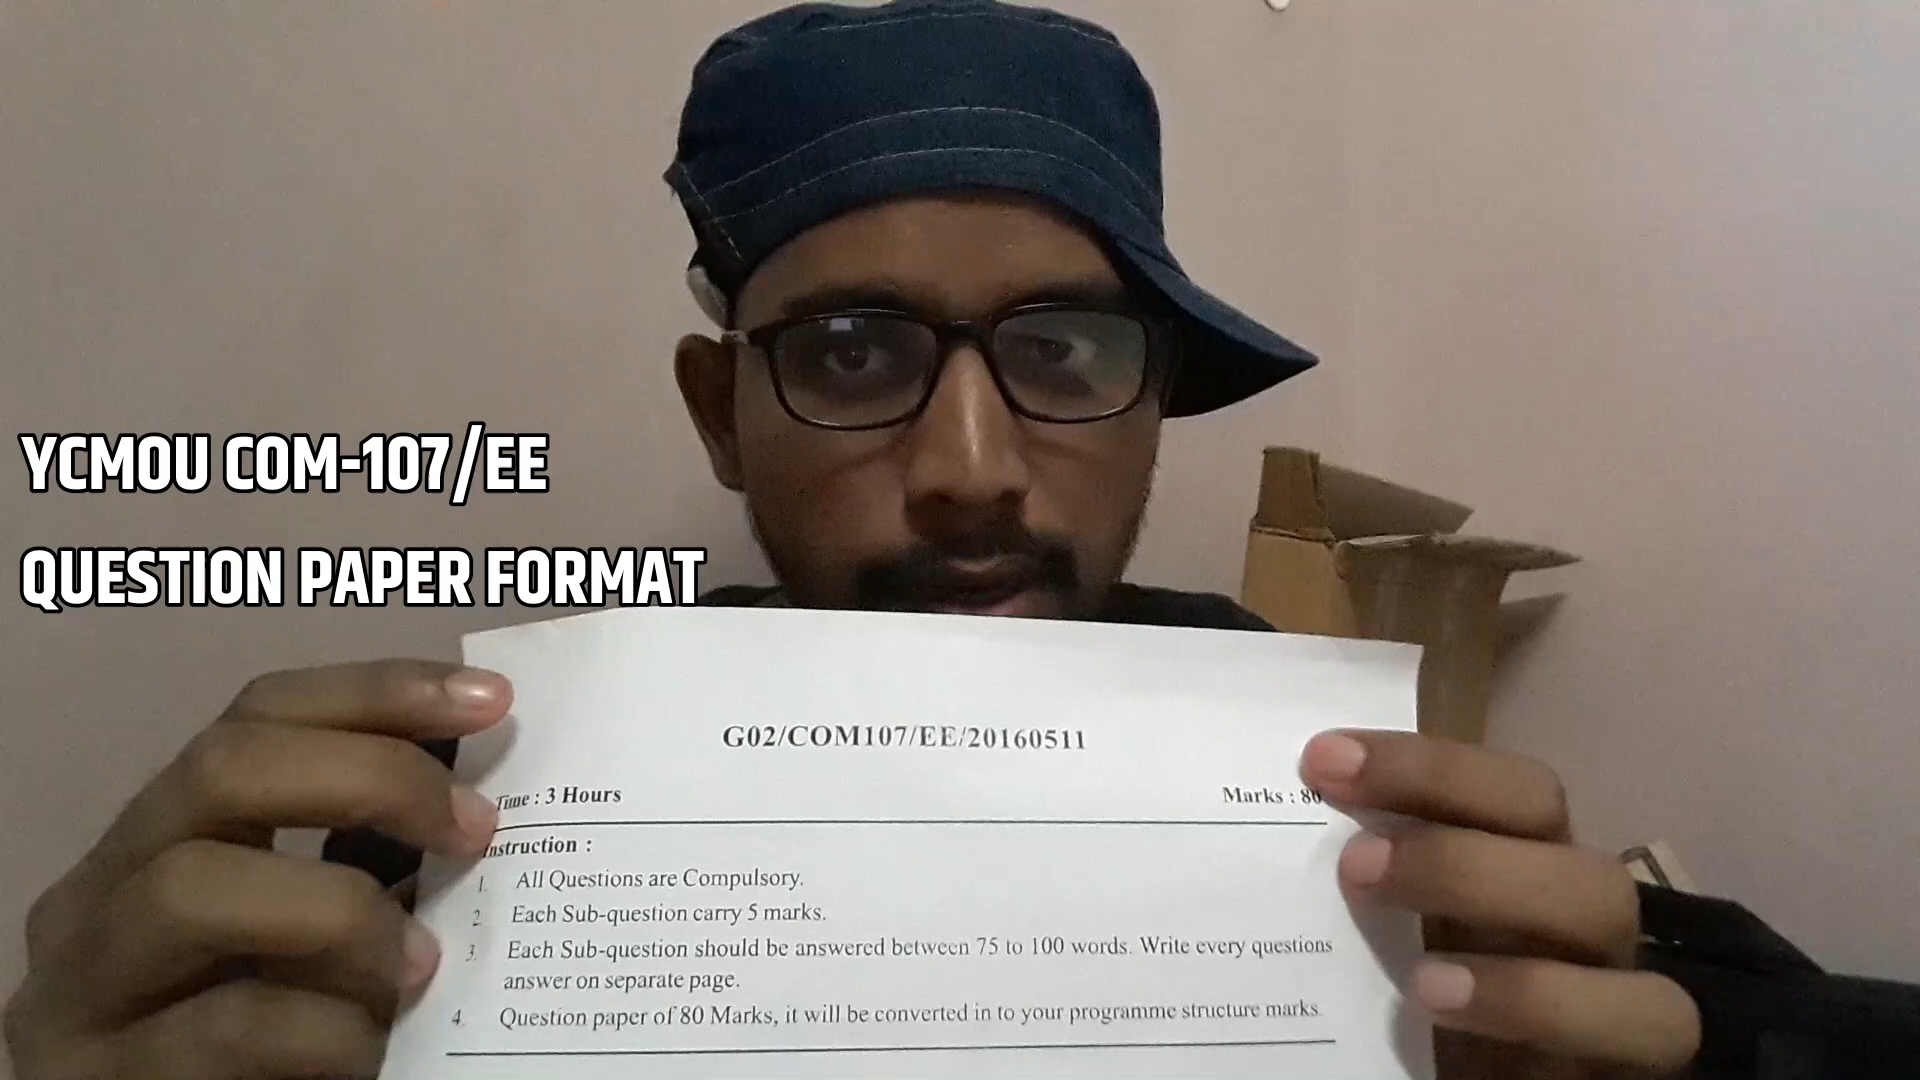 YCMOU COM-107/EE
QUESTION PAPER FORMAT
G02/COM107/EE/20160511
Time : 3 Hours Marks : 80
Instruction :
1. All Questions are Compulsory.
2. Each Sub-question carry 5 marks.
3. Each Sub-question should be answered between 75 to 100 words. Write every questions
answer on separate page.
4. Question paper of 80 Marks, it will be converted in to your programme structure marks.